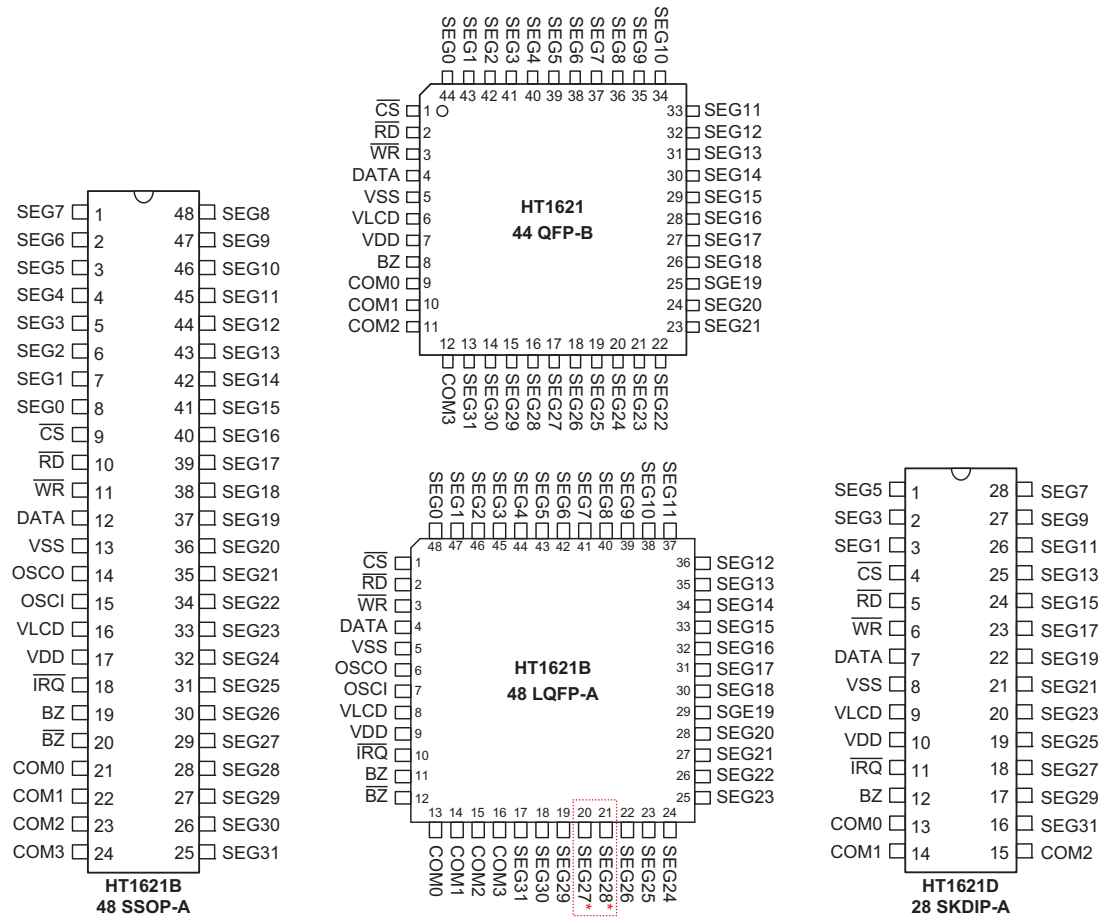 SEG0 SEG1 SEG2 SEG3 SEG4 SEG5 SEG6 SEG7 SEG8 SEG9 SEG10
44 43 42 41 40 39 38 37 36 35 34
C̅S̅ 1 33 SEG11
R̅D̅ 2 32 SEG12
W̅R̅ 3 31 SEG13
DATA 4 30 SEG14
VSS 5 29 SEG15
VLCD 6 28 SEG16
VDD 7 27 SEG17
BZ 8 26 SEG18
COM0 9 25 SGE19
COM1 10 24 SEG20
COM2 11 23 SEG21
HT1621
44 QFP-B
12 13 14 15 16 17 18 19 20 21 22
COM3 SEG31 SEG30 SEG29 SEG28 SEG27 SEG26 SEG25 SEG24 SEG23 SEG22
SEG7 1 48 SEG8
SEG6 2 47 SEG9
SEG5 3 46 SEG10
SEG4 4 45 SEG11
SEG3 5 44 SEG12
SEG2 6 43 SEG13
SEG1 7 42 SEG14
SEG0 8 41 SEG15
C̅S̅ 9 40 SEG16
R̅D̅ 10 39 SEG17
W̅R̅ 11 38 SEG18
DATA 12 37 SEG19
VSS 13 36 SEG20
OSCO 14 35 SEG21
OSCI 15 34 SEG22
VLCD 16 33 SEG23
VDD 17 32 SEG24
I̅R̅Q̅ 18 31 SEG25
BZ 19 30 SEG26
B̅Z̅ 20 29 SEG27
COM0 21 28 SEG28
COM1 22 27 SEG29
COM2 23 26 SEG30
COM3 24 25 SEG31
HT1621B
48 SSOP-A
SEG0 SEG1 SEG2 SEG3 SEG4 SEG5 SEG6 SEG7 SEG8 SEG9 SEG10 SEG11
48 47 46 45 44 43 42 41 40 39 38 37
C̅S̅ 1 36 SEG12
R̅D̅ 2 35 SEG13
W̅R̅ 3 34 SEG14
DATA 4 33 SEG15
VSS 5 32 SEG16
OSCO 6 31 SEG17
OSCI 7 30 SEG18
VLCD 8 29 SGE19
VDD 9 28 SEG20
I̅R̅Q̅ 10 27 SEG21
BZ 11 26 SEG22
B̅Z̅ 12 25 SEG23
HT1621B
48 LQFP-A
13 14 15 16 17 18 19 20 21 22 23 24
COM0 COM1 COM2 COM3 SEG31 SEG30 SEG29 SEG27* SEG28* SEG26 SEG25 SEG24
SEG5 1 28 SEG7
SEG3 2 27 SEG9
SEG1 3 26 SEG11
C̅S̅ 4 25 SEG13
R̅D̅ 5 24 SEG15
W̅R̅ 6 23 SEG17
DATA 7 22 SEG19
VSS 8 21 SEG21
VLCD 9 20 SEG23
VDD 10 19 SEG25
I̅R̅Q̅ 11 18 SEG27
BZ 12 17 SEG29
COM0 13 16 SEG31
COM1 14 15 COM2
HT1621D
28 SKDIP-A